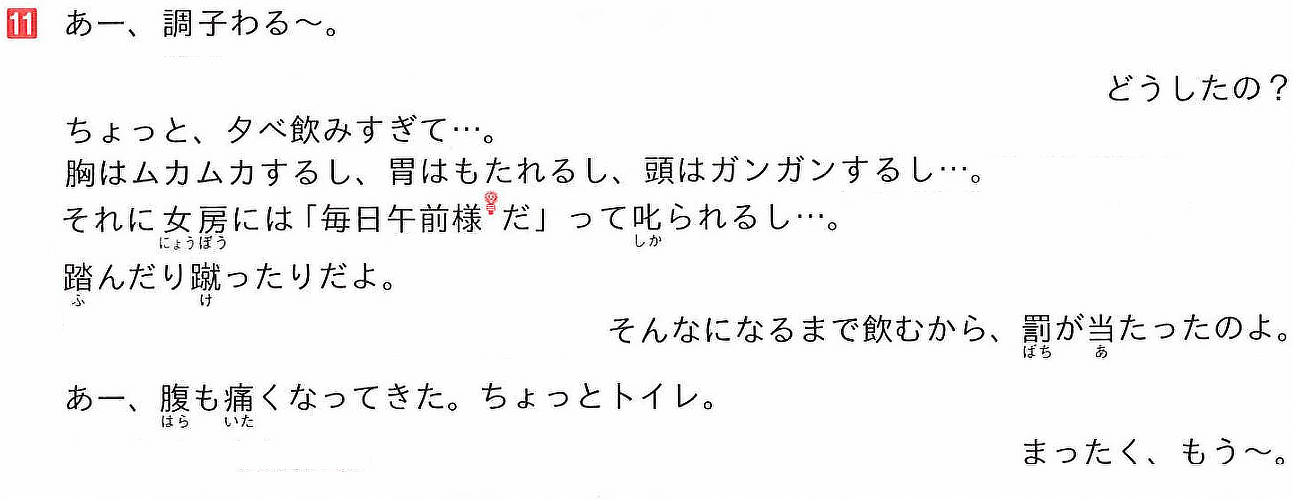 11 あー、調子わる～。
どうしたの？
ちょっと、夕べ飲みすぎて…。
胸はムカムカするし、胃はもたれるし、頭はガンガンするし…。
それに女房には「毎日午前様だ」って叱られるし…。
にょうぼう しか
踏んだり蹴ったりだよ。
ふ け
そんなになるまで飲むから、罰が当たったのよ。
ばち あ
あー、腹も痛くなってきた。ちょっとトイレ。
はら いた
まったく、もう～。